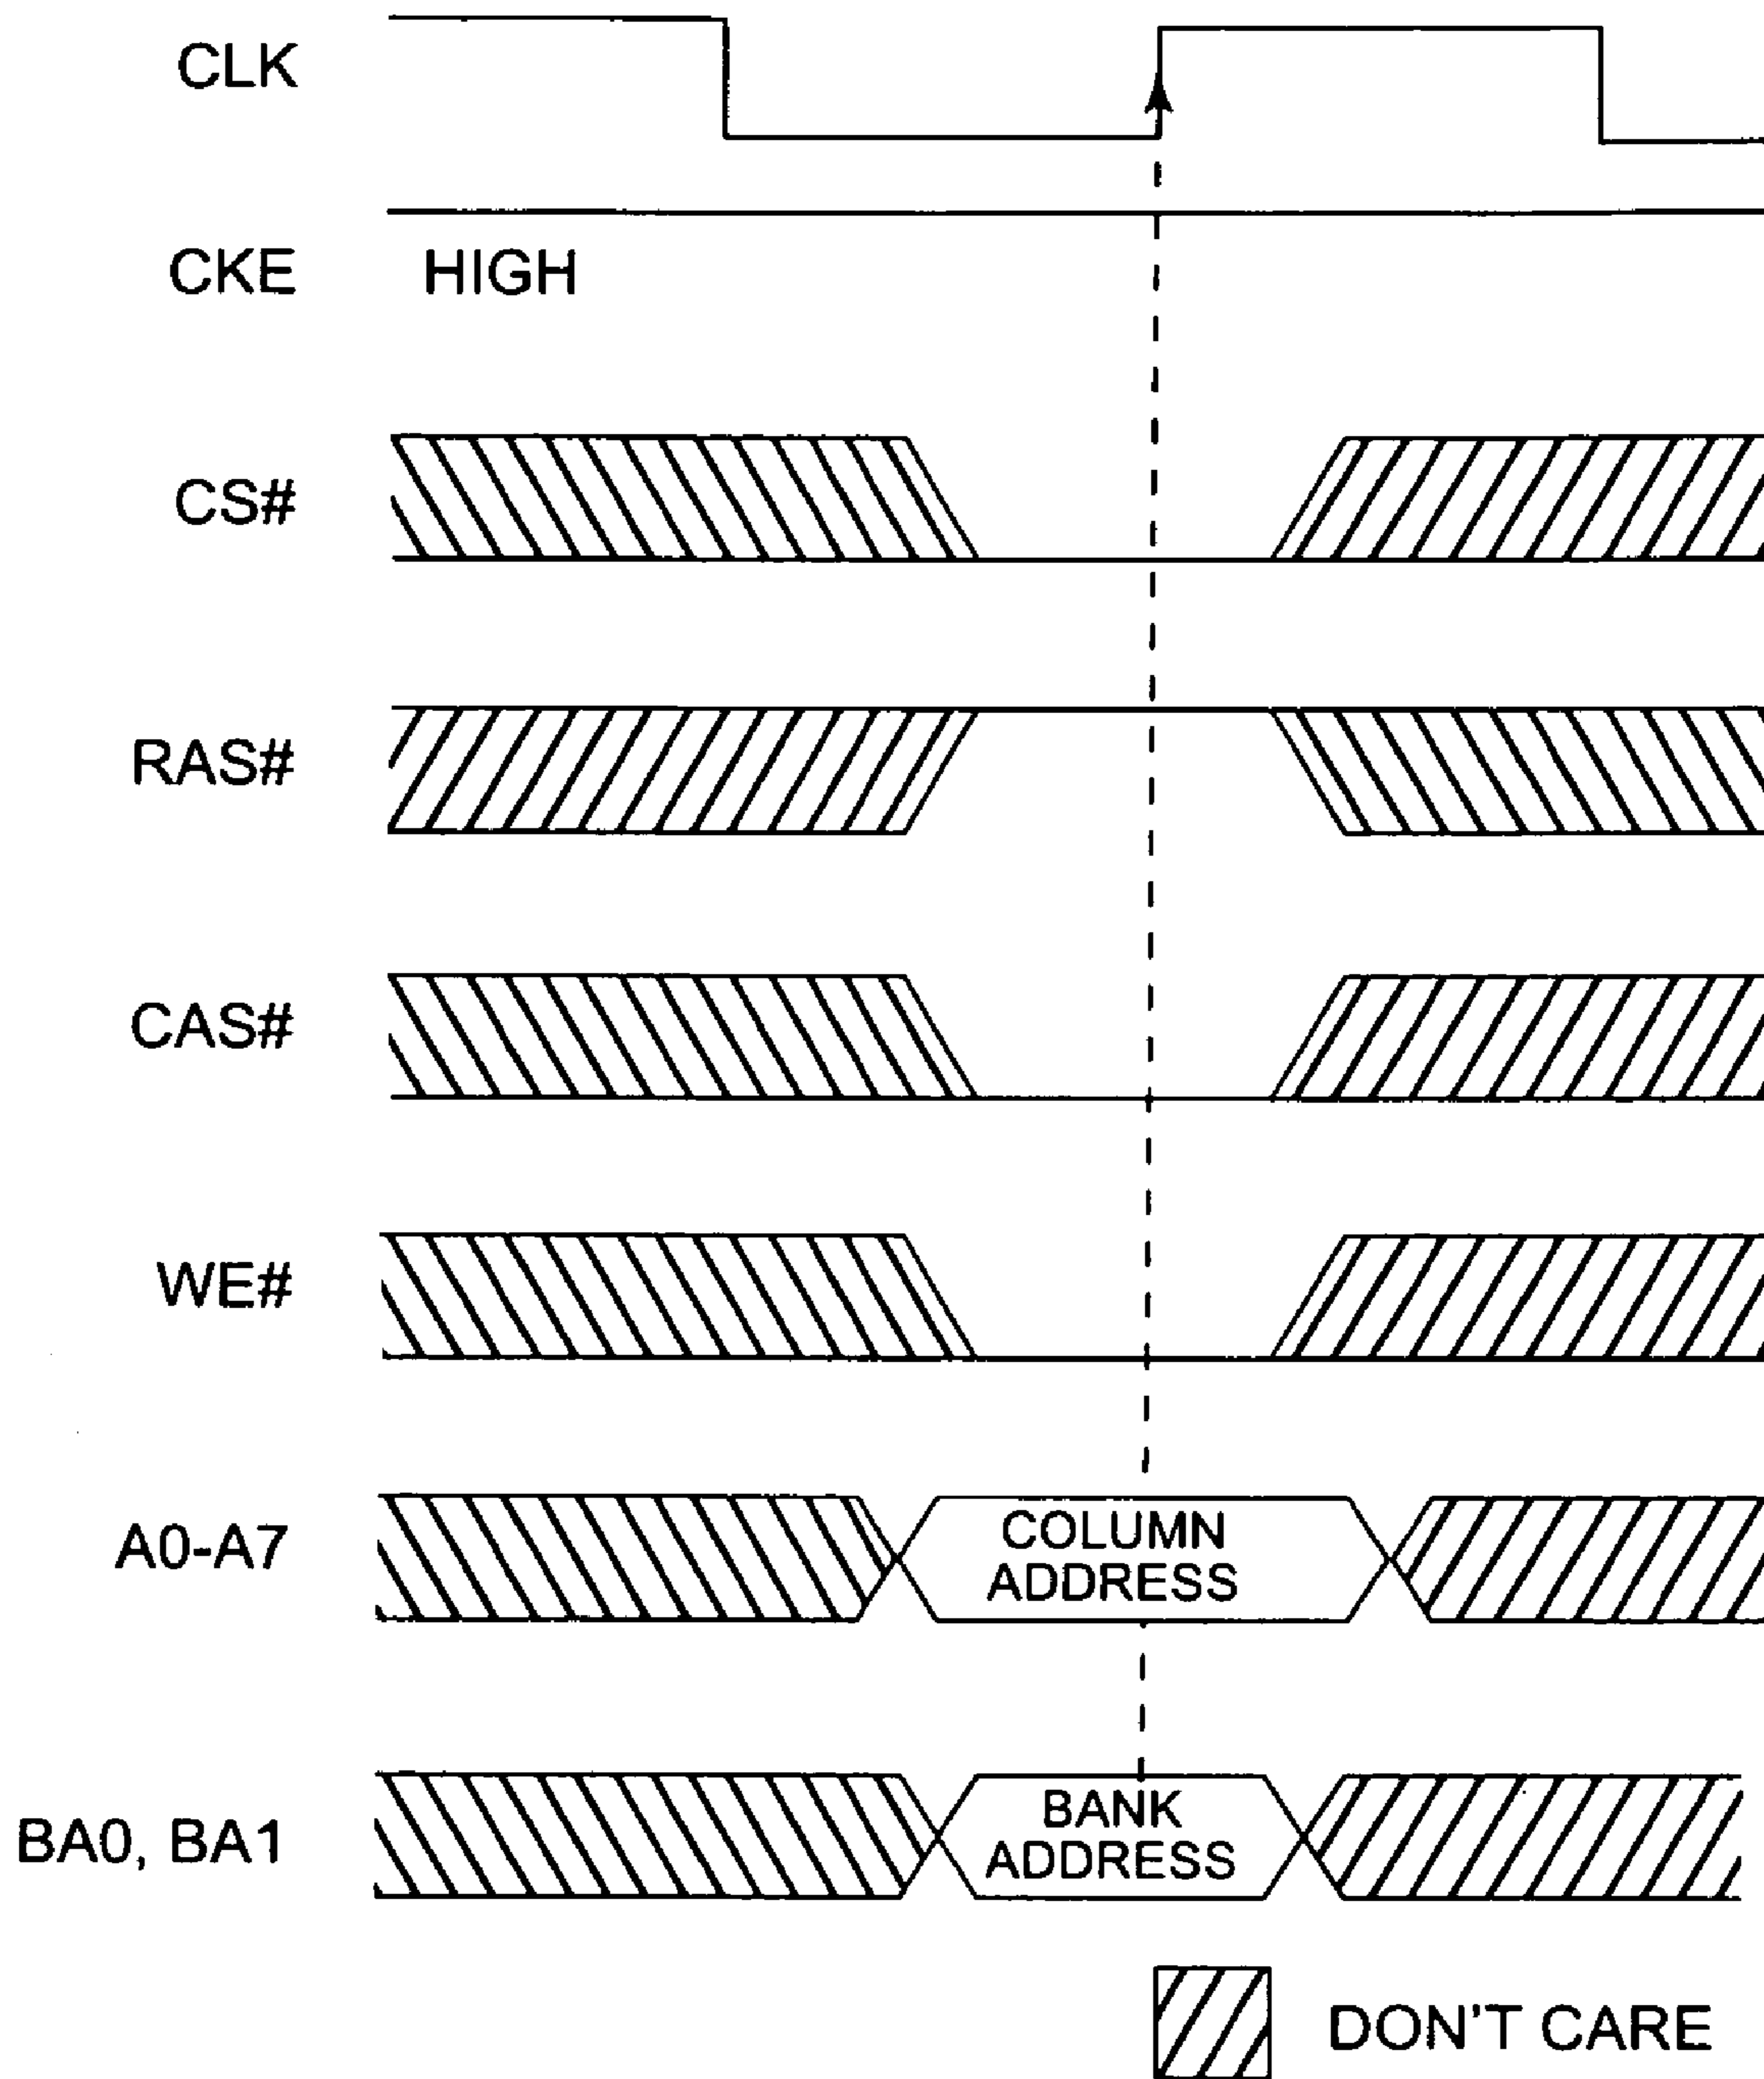 CLK
CKE HIGH
CS#
RAS#
CAS#
WE#
A0-A7 COLUMN
ADDRESS
BA0, BA1 BANK
ADDRESS
DON'T CARE